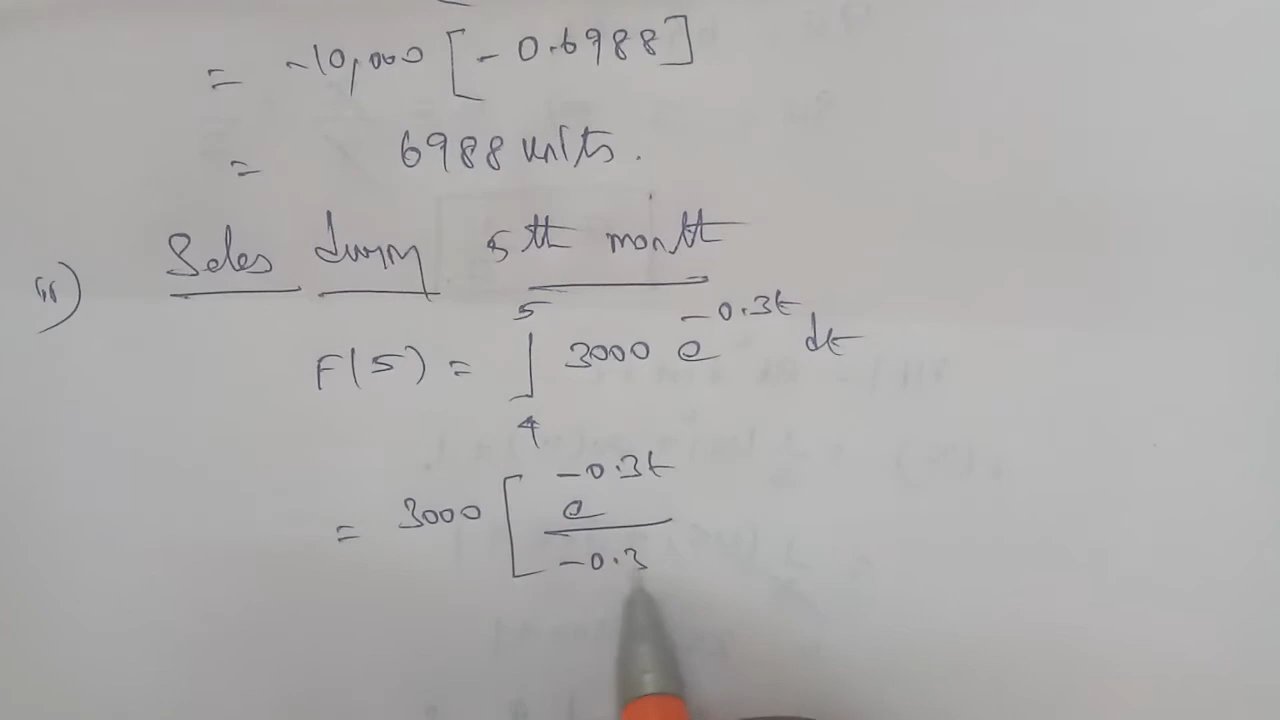 = -10,000 [-0.6988]
= 6988 units.
ii) Sales during 5th month
F(5) = ∫₄⁵ 3000 e^{-0.3t} dt
= 3000 [ e^{-0.3t} / -0.3